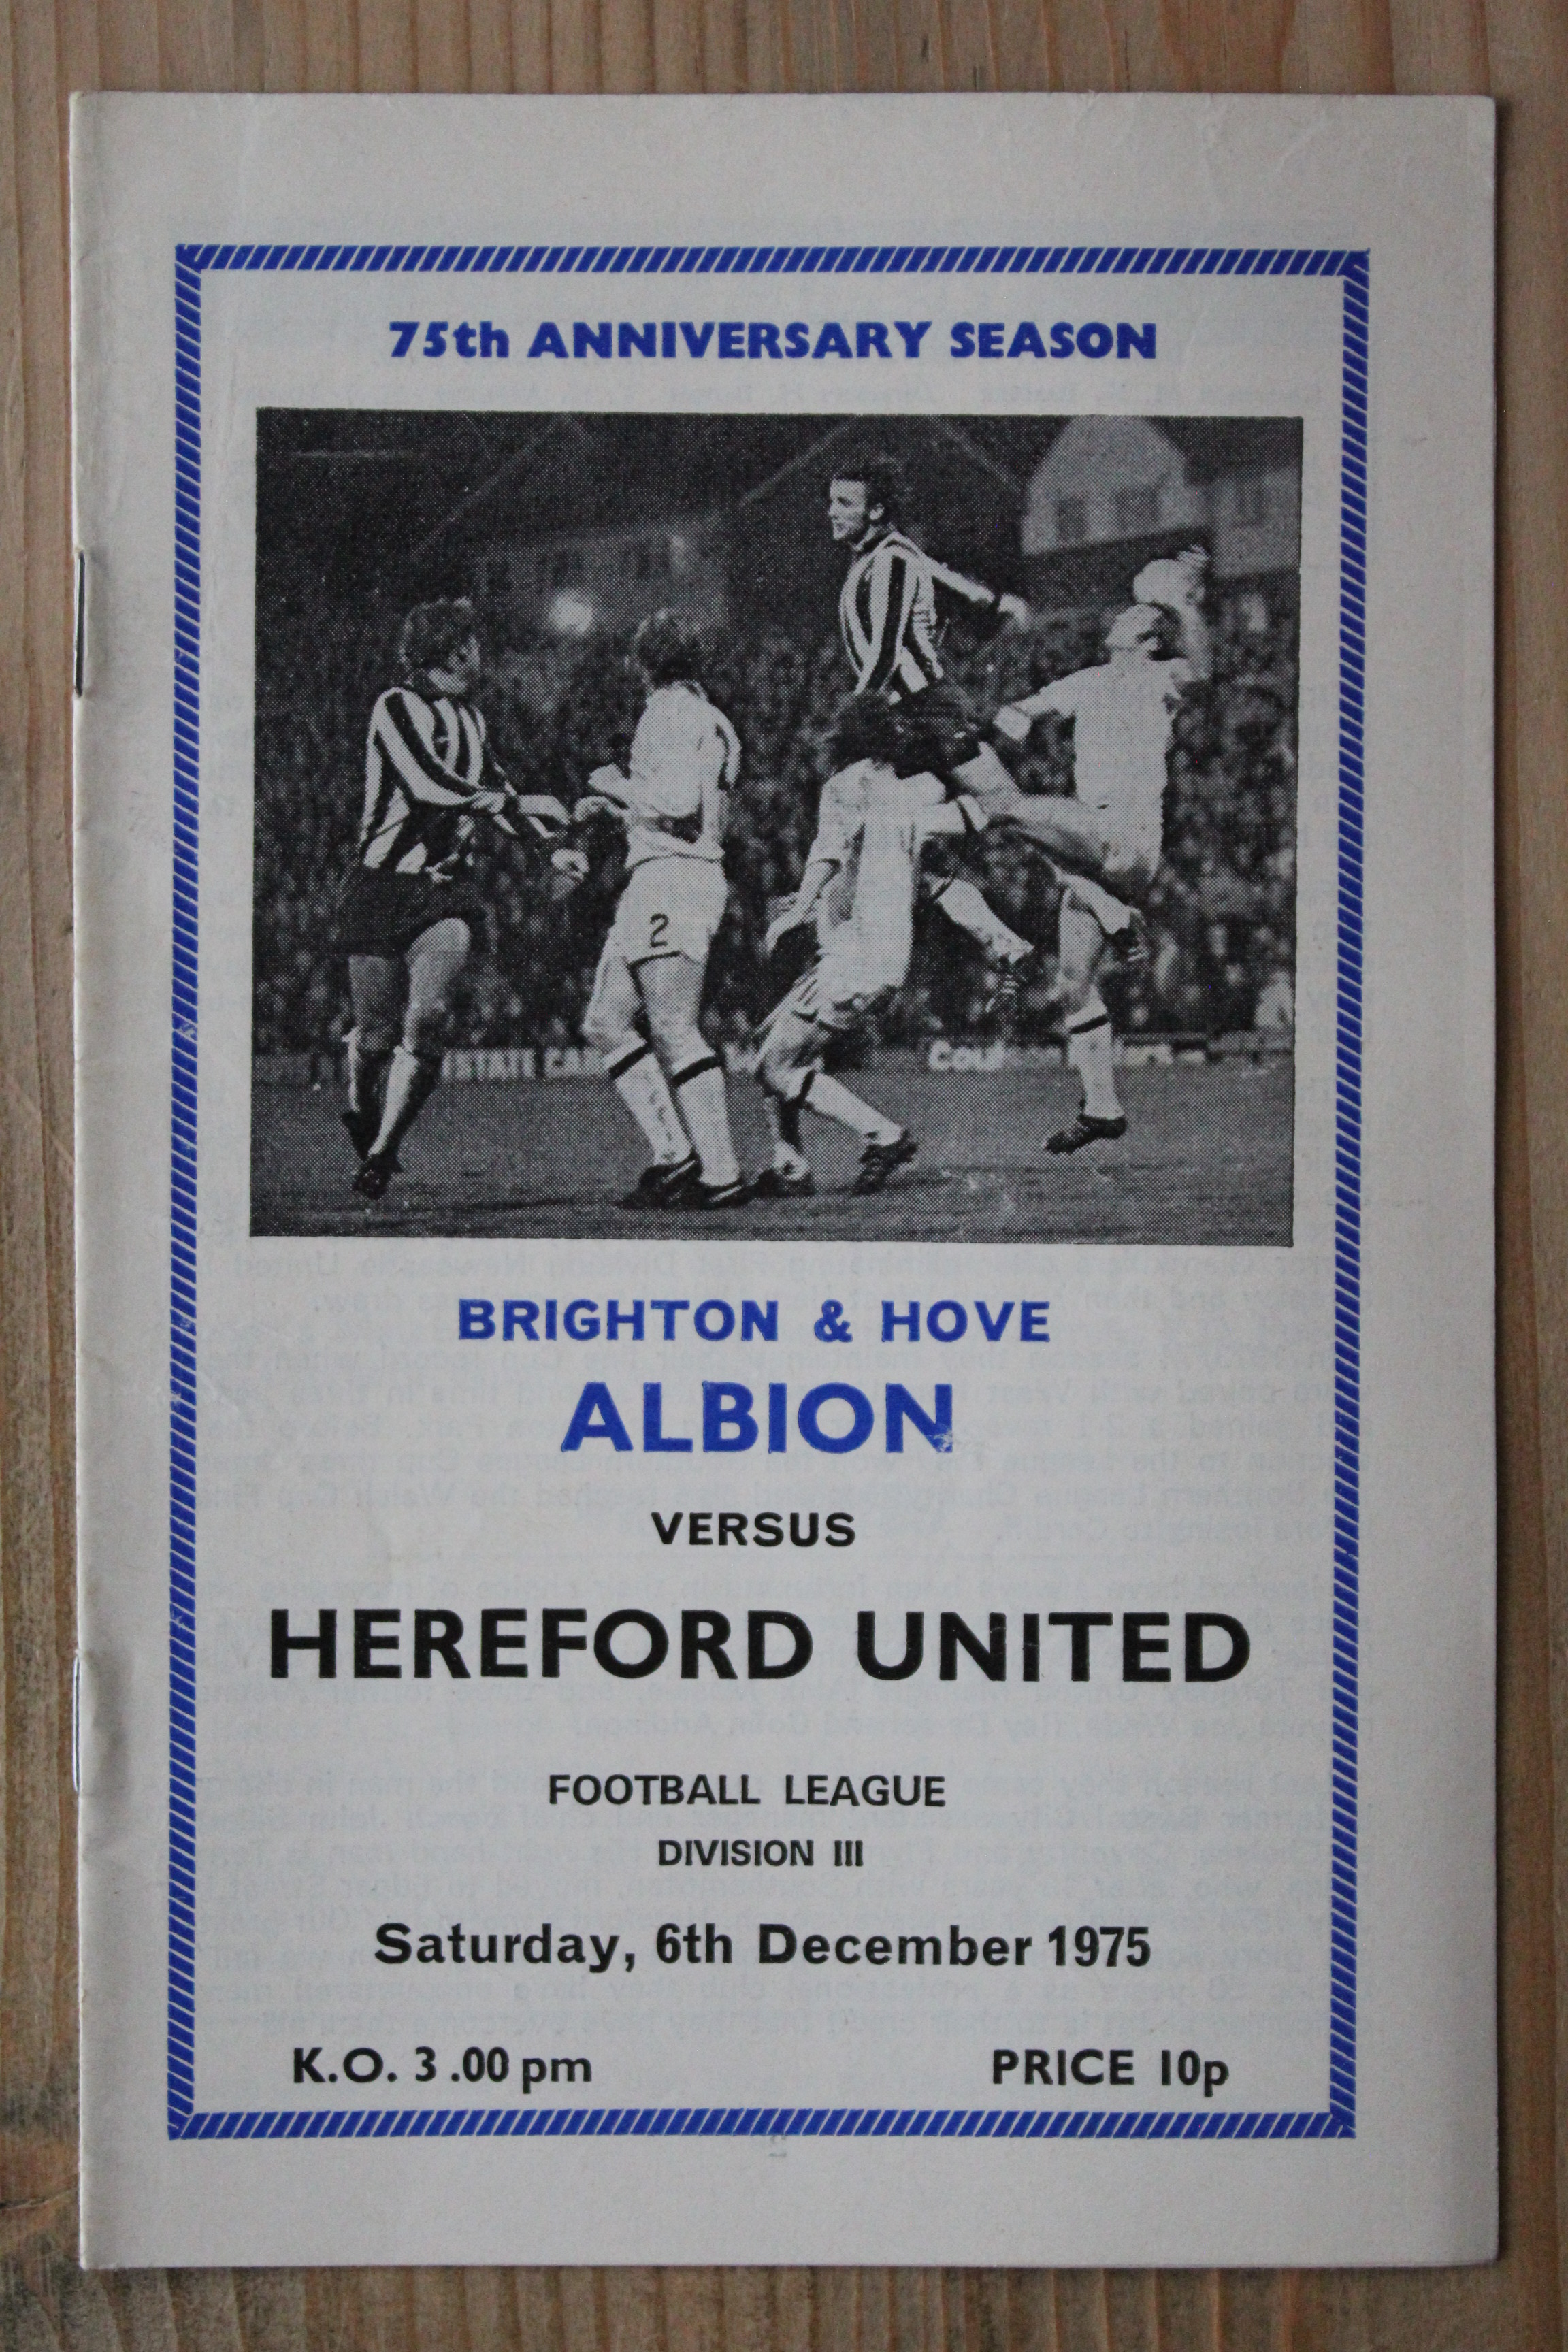 75th ANNIVERSARY SEASON
2
BRIGHTON & HOVE
ALBION
VERSUS
HEREFORD UNITED
FOOTBALL LEAGUE
DIVISION III
Saturday, 6th December 1975
K.O. 3.00 pm PRICE 10p